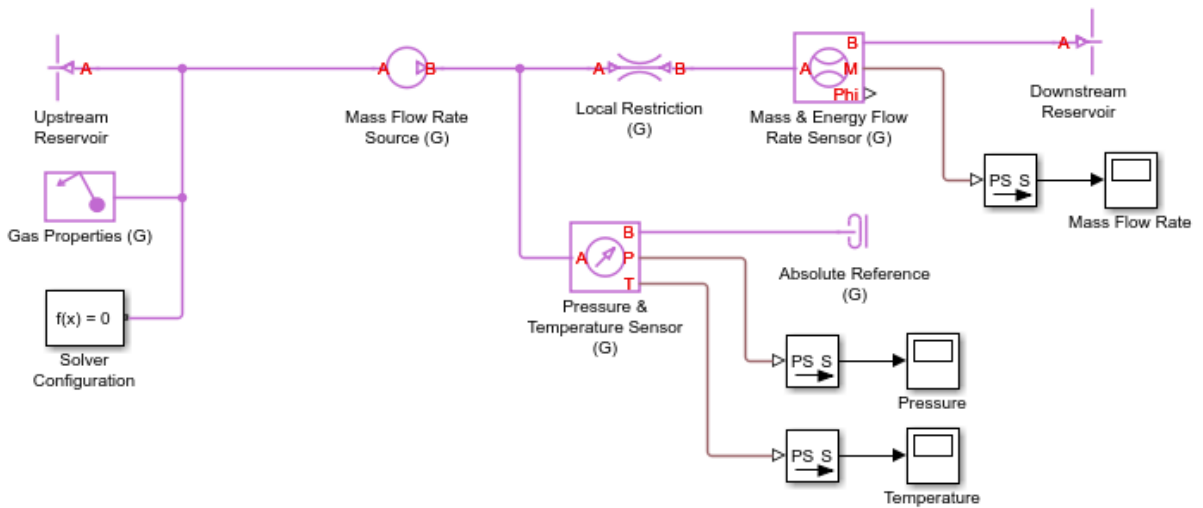 B
A
A
A
B
A
B
A
M
Phi
Upstream
Reservoir
Mass Flow Rate
Source (G)
Local Restriction
(G)
Mass & Energy Flow
Rate Sensor (G)
Downstream
Reservoir
PS S
Mass Flow Rate
Gas Properties (G)
B
A
P
T
Absolute Reference
(G)
Pressure &
Temperature Sensor
(G)
f(x) = 0
Solver
Configuration
PS S
Pressure
PS S
Temperature